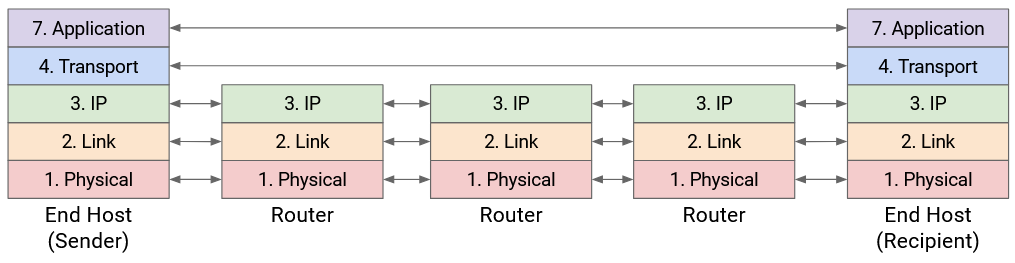 7. Application
7. Application
4. Transport
4. Transport
3. IP
3. IP
3. IP
3. IP
3. IP
2. Link
2. Link
2. Link
2. Link
2. Link
1. Physical
1. Physical
1. Physical
1. Physical
1. Physical
End Host
(Sender)
Router
Router
Router
End Host
(Recipient)